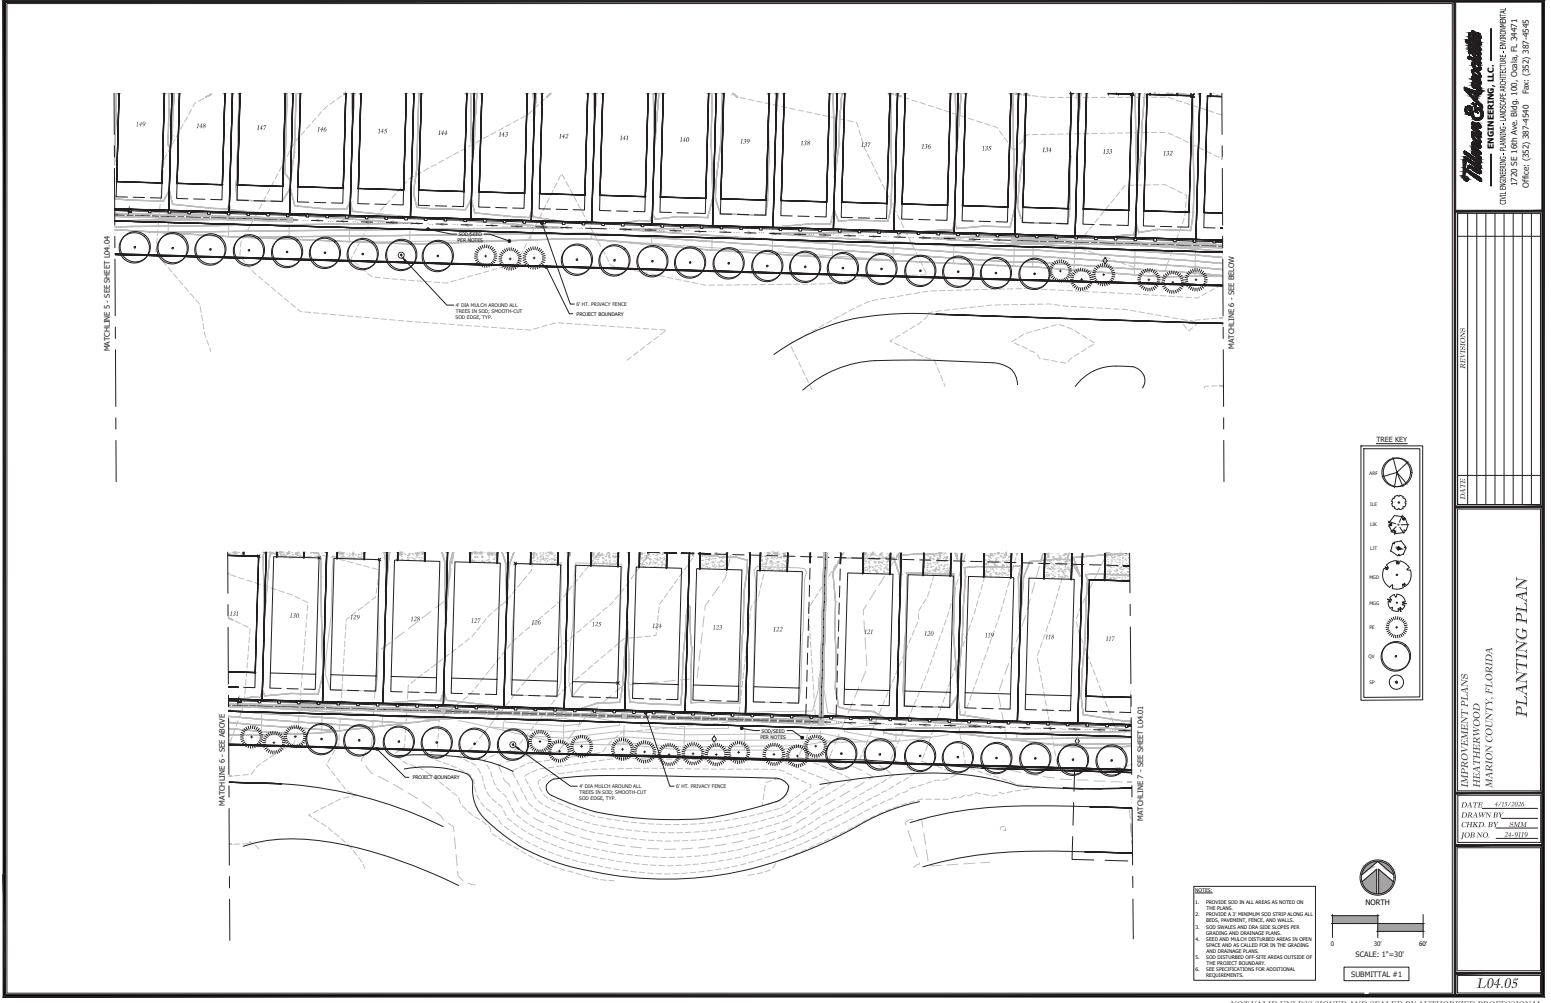 149
148
147
146
145
144
143
142
141
140
139
138
137
136
135
134
133
132
SOD/SEED
PER NOTES
4' DIA MULCH AROUND ALL
TREES IN SOD; SMOOTH-CUT
SOD EDGE, TYP.
6' HT. PRIVACY FENCE
PROJECT BOUNDARY
MATCHLINE 5 - SEE SHEET L04.04
MATCHLINE 6 - SEE BELOW
131
130
129
128
127
126
125
124
123
122
121
120
119
118
117
SOD/SEED
PER NOTES
PROJECT BOUNDARY
4' DIA MULCH AROUND ALL
TREES IN SOD; SMOOTH-CUT
SOD EDGE, TYP.
6' HT. PRIVACY FENCE
MATCHLINE 6 - SEE ABOVE
MATCHLINE 7 - SEE SHEET L04.01
TREE KEY
ARF
ILE
LIK
LJT
MGD
MGG
PE
QV
SP
NOTES:
1. PROVIDE SOD IN ALL AREAS AS NOTED ON
THE PLANS.
2. PROVIDE A 3' MINIMUM SOD STRIP ALONG ALL
BEDS, PAVEMENT, FENCE, AND WALLS.
3. SOD SWALES AND DRA SIDE SLOPES PER
GRADING AND DRAINAGE PLANS.
4. SEED AND MULCH DISTURBED AREAS IN OPEN
SPACE AND AS CALLED FOR IN THE GRADING
AND DRAINAGE PLANS.
5. SOD DISTURBED OFF-SITE AREAS OUTSIDE OF
THE PROJECT BOUNDARY.
6. SEE SPECIFICATIONS FOR ADDITIONAL
REQUIREMENTS.
NORTH
0 30' 60'
SCALE: 1"=30'
SUBMITTAL #1
Tillman & Associates
ENGINEERING, LLC.
CIVIL ENGINEERING - PLANNING - LANDSCAPE ARCHITECTURE - ENVIRONMENTAL
1720 SE 16th Ave. Bldg. 100, Ocala, FL 34471
Office: (352) 387-4540 Fax: (352) 387-4545
REVISIONS
DATE
IMPROVEMENT PLANS
HEATHERWOOD
MARION COUNTY, FLORIDA
PLANTING PLAN
DATE 4/15/2026
DRAWN BY
CHKD. BY SMM
JOB NO. 24-9119
L04.05